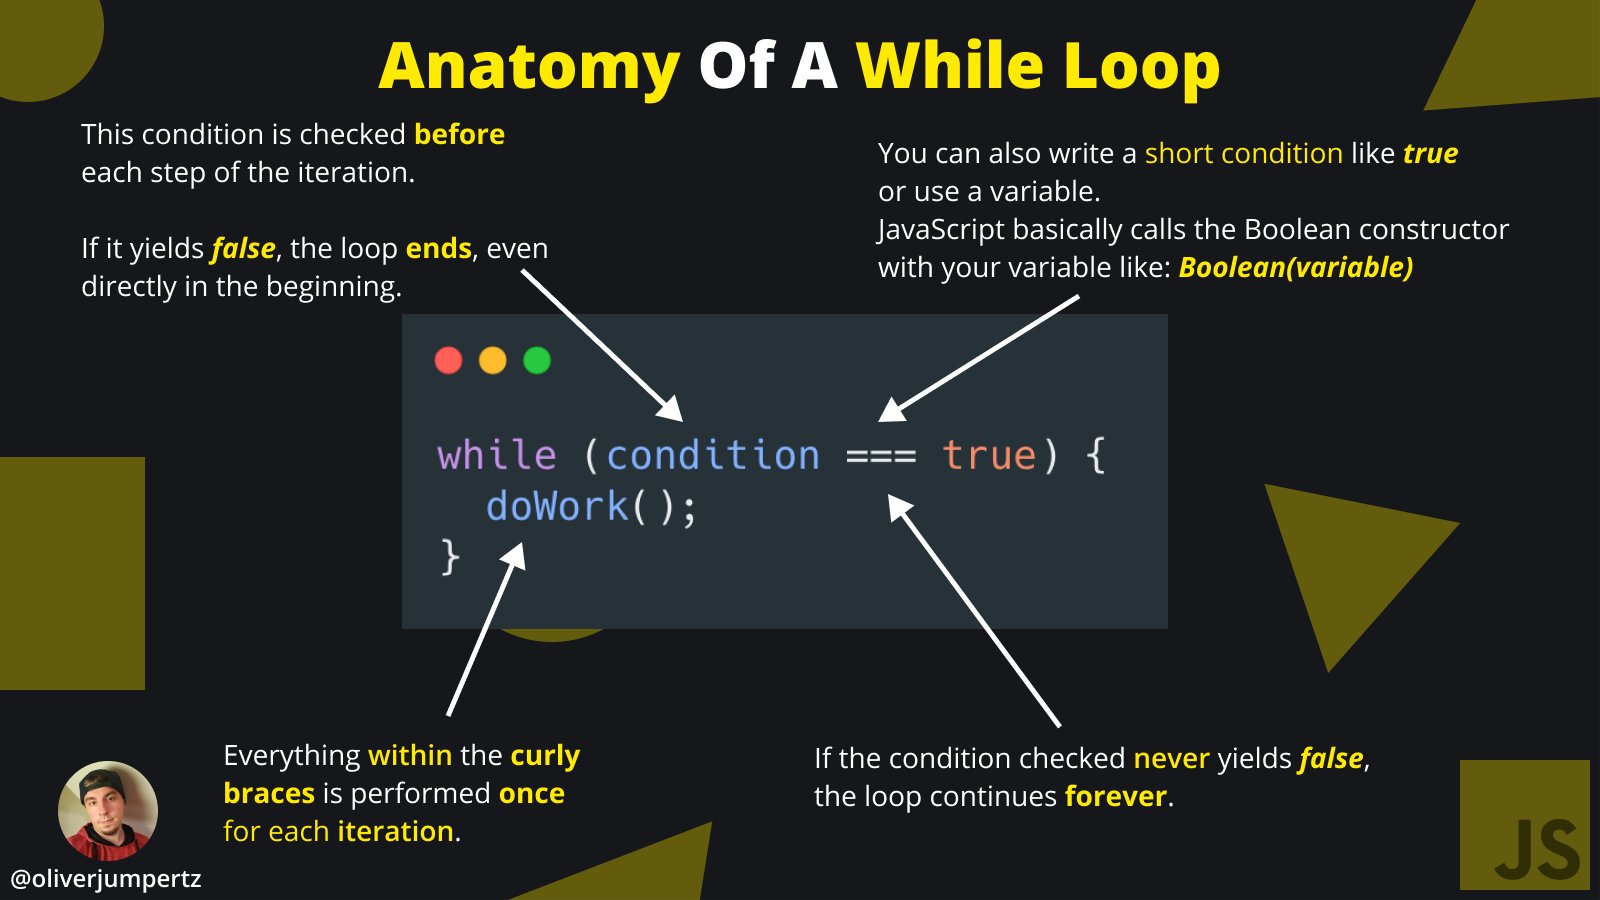 Anatomy Of A While Loop
This condition is checked before
each step of the iteration.
If it yields false, the loop ends, even
directly in the beginning.
You can also write a short condition like true
or use a variable.
JavaScript basically calls the Boolean constructor
with your variable like: Boolean(variable)
while (condition === true) {
doWork();
}
Everything within the curly
braces is performed once
for each iteration.
If the condition checked never yields false,
the loop continues forever.
@oliverjumpertz
JS